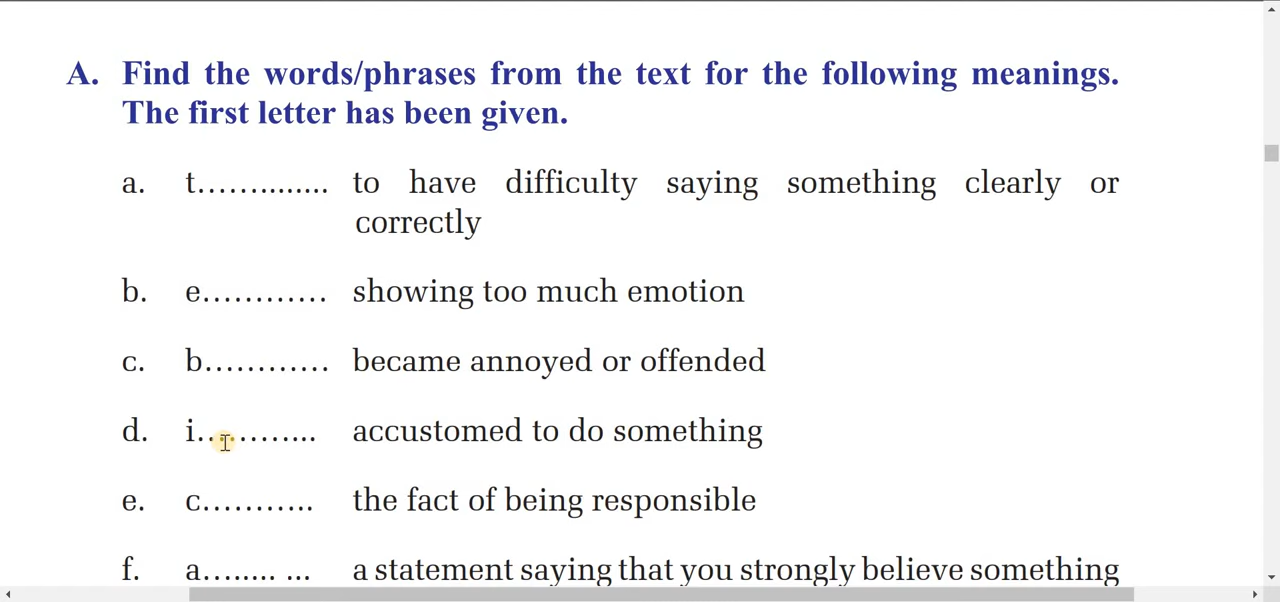 A. Find the words/phrases from the text for the following meanings.
The first letter has been given.
a. t.............. to have difficulty saying something clearly or
correctly
b. e............ showing too much emotion
c. b............ became annoyed or offended
d. i............ accustomed to do something
e. c........... the fact of being responsible
f. a........ ... a statement saying that you strongly believe something